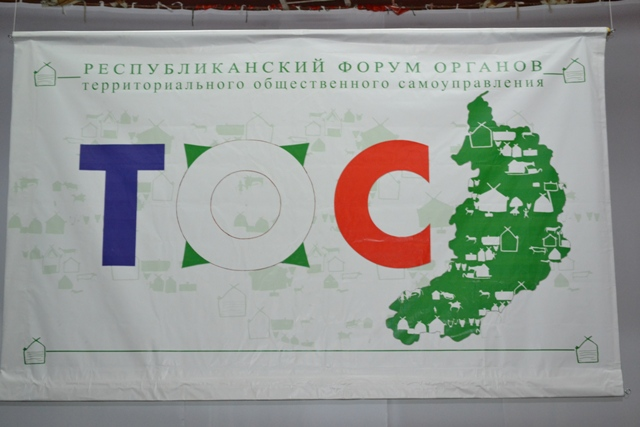 РЕСПУБЛИКАНСКИЙ ФОРУМ ОРГАНОВ
территориального общественного самоуправления
ТОС